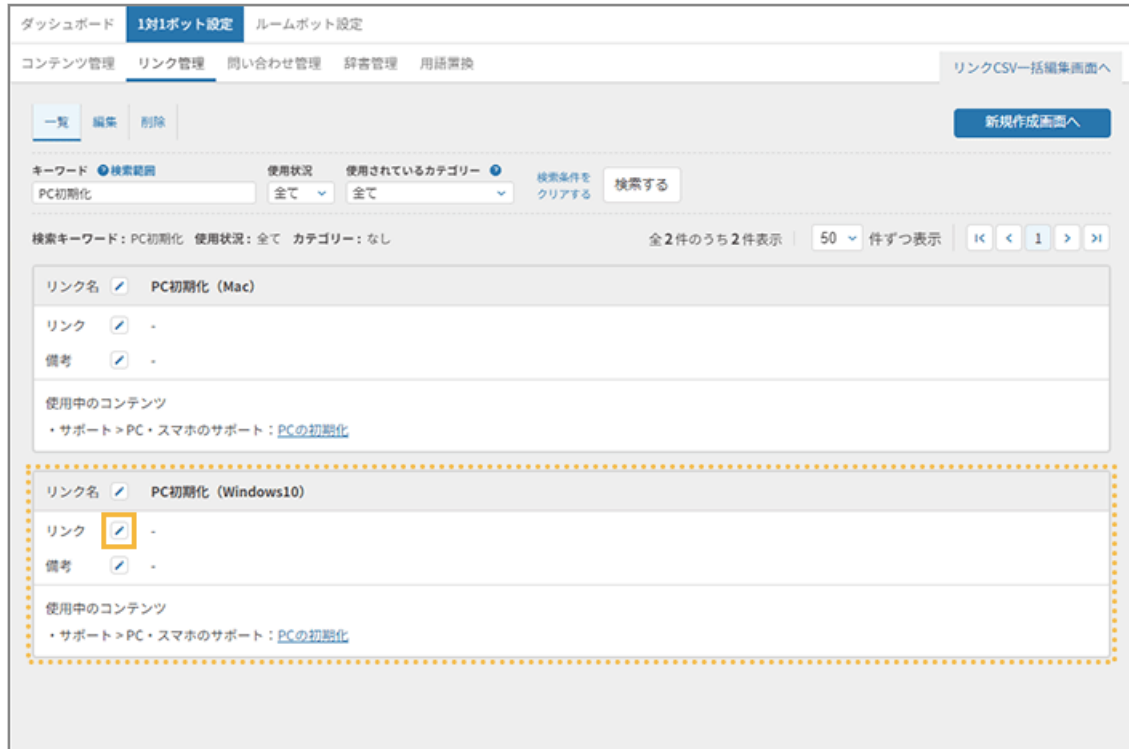 ダッシュボード 1対1ボット設定 ルームボット設定
コンテンツ管理 リンク管理 問い合わせ管理 辞書管理 用語置換 リンクCSV一括編集画面へ
一覧 編集 削除 新規作成画面へ
キーワード ?検索範囲 使用状況 使用されているカテゴリー ?
PC初期化 全て 全て 検索条件をクリアする 検索する
検索キーワード:PC初期化 使用状況:全て カテゴリー:なし 全2件のうち2件表示 50 件ずつ表示 1
リンク名 PC初期化（Mac）
リンク -
備考 -
使用中のコンテンツ
・サポート > PC・スマホのサポート：PCの初期化
リンク名 PC初期化（Windows10）
リンク -
備考 -
使用中のコンテンツ
・サポート > PC・スマホのサポート：PCの初期化